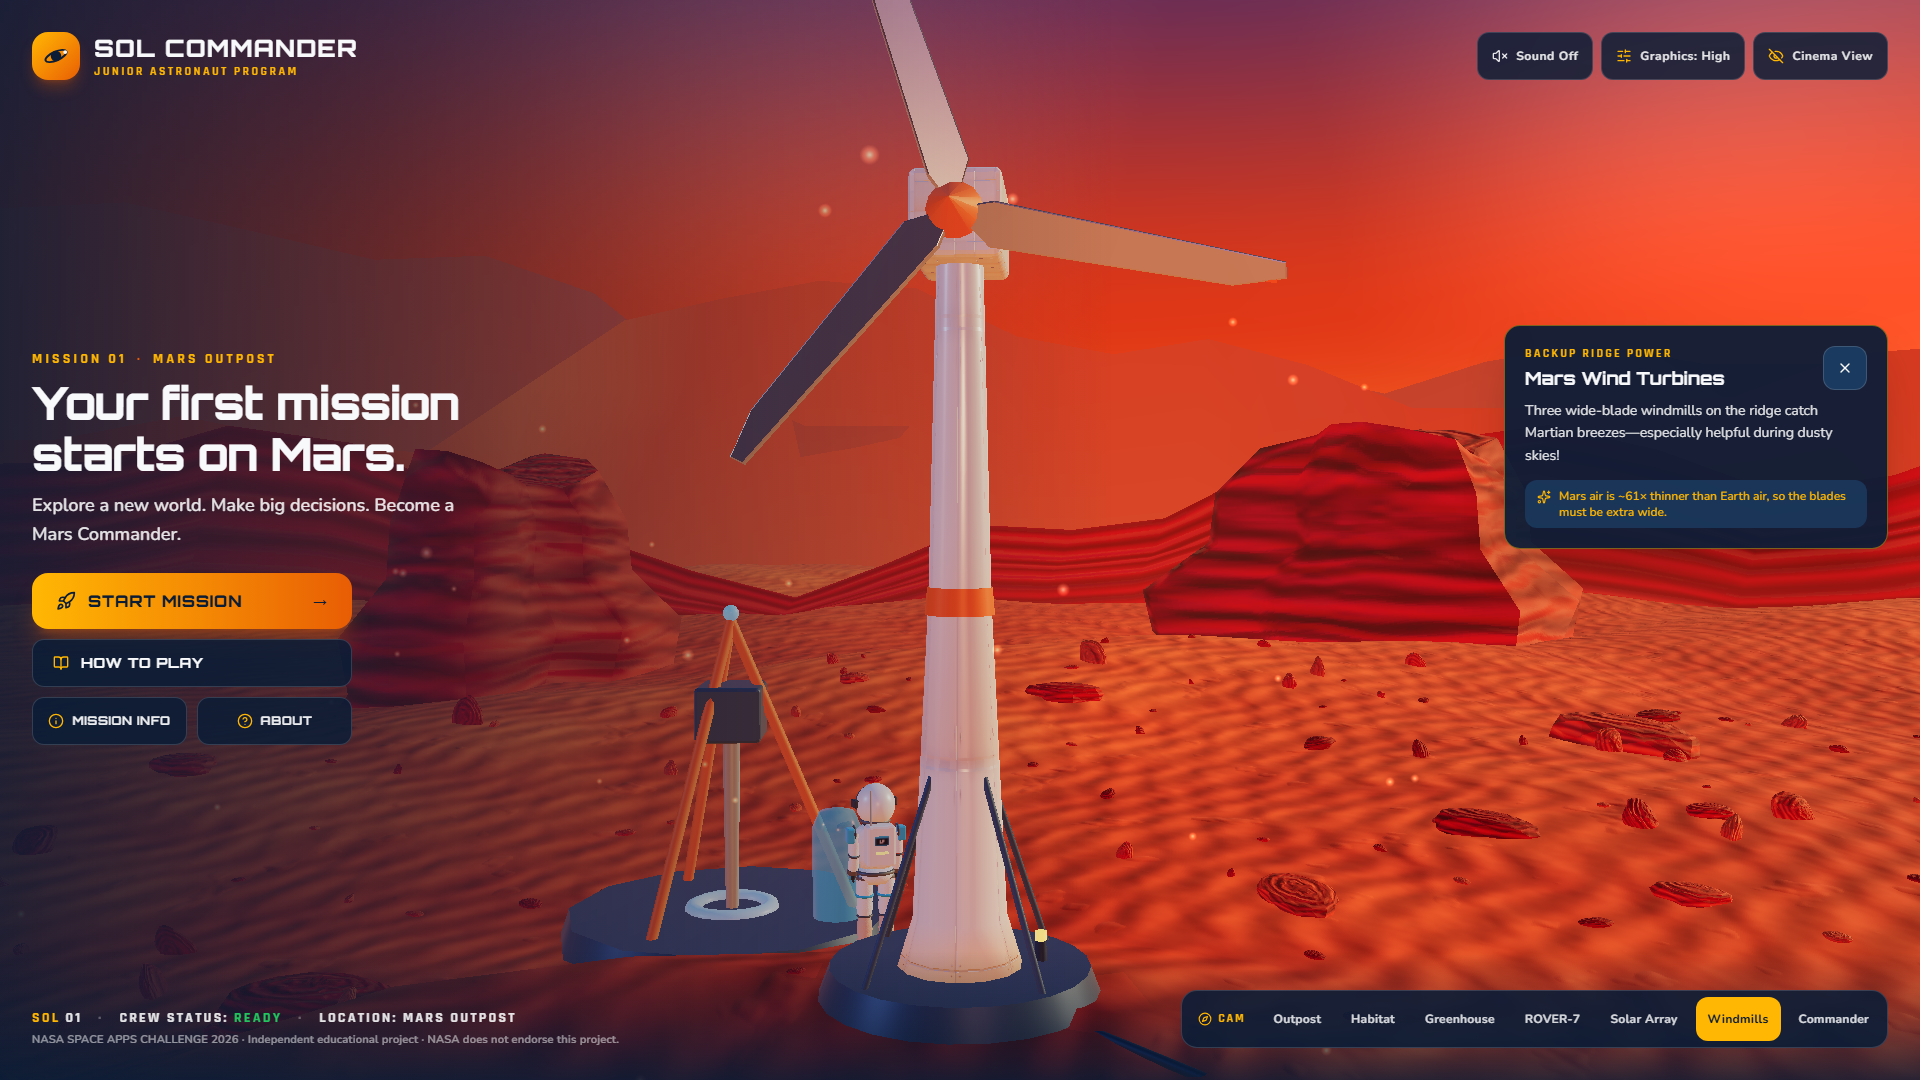 SOL COMMANDER
JUNIOR ASTRONAUT PROGRAM
Sound Off
Graphics: High
Cinema View
MISSION 01 · MARS OUTPOST
Your first mission
starts on Mars.
Explore a new world. Make big decisions. Become a
Mars Commander.
START MISSION →
HOW TO PLAY
MISSION INFO
ABOUT
BACKUP RIDGE POWER
Mars Wind Turbines
Three wide-blade windmills on the ridge catch
Martian breezes—especially helpful during dusty
skies!
Mars air is ~61× thinner than Earth air, so the blades
must be extra wide.
SOL 01 · CREW STATUS: READY · LOCATION: MARS OUTPOST
NASA SPACE APPS CHALLENGE 2026 · Independent educational project · NASA does not endorse this project.
CAM Outpost Habitat Greenhouse ROVER-7 Solar Array Windmills Commander